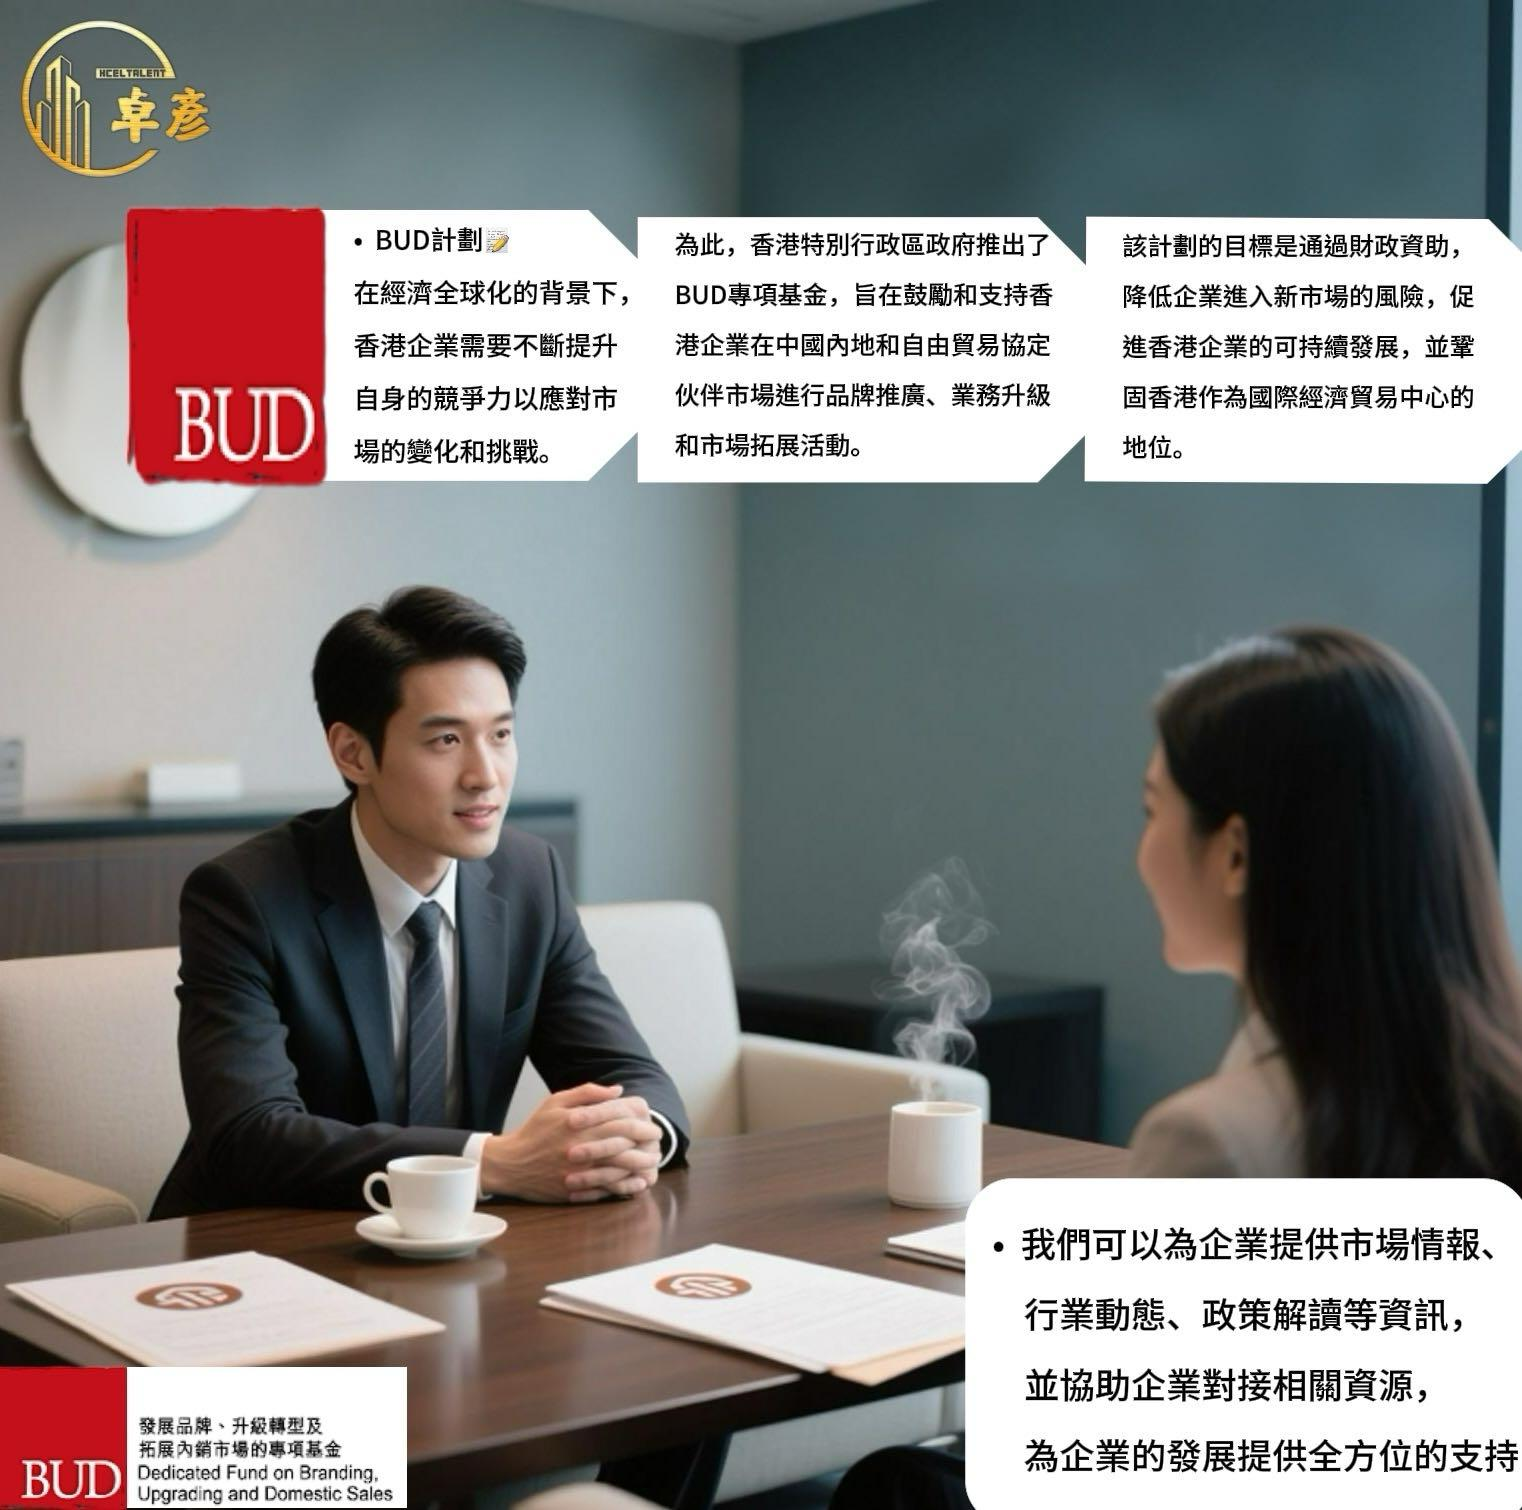 HCELTALENT
卓彥
BUD
• BUD計劃📝
在經濟全球化的背景下，
香港企業需要不斷提升
自身的競爭力以應對市
場的變化和挑戰。
為此，香港特別行政區政府推出了
BUD專項基金，旨在鼓勵和支持香
港企業在中國內地和自由貿易協定
伙伴市場進行品牌推廣、業務升級
和市場拓展活動。
該計劃的目標是通過財政資助，
降低企業進入新市場的風險，促
進香港企業的可持續發展，並鞏
固香港作為國際經濟貿易中心的
地位。
• 我們可以為企業提供市場情報、
行業動態、政策解讀等資訊，
並協助企業對接相關資源，
為企業的發展提供全方位的支持
BUD
發展品牌、升級轉型及
拓展內銷市場的專項基金
Dedicated Fund on Branding,
Upgrading and Domestic Sales